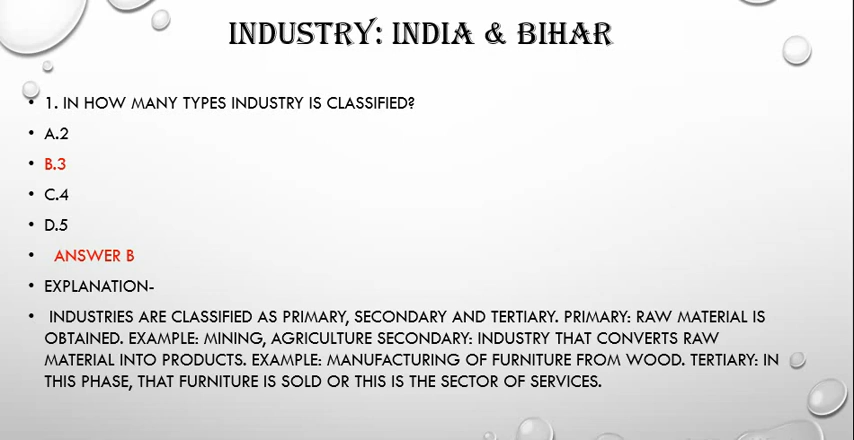 INDUSTRY: INDIA & BIHAR
• 1. IN HOW MANY TYPES INDUSTRY IS CLASSIFIED?
• A.2
• B.3
• C.4
• D.5
• ANSWER B
• EXPLANATION-
• INDUSTRIES ARE CLASSIFIED AS PRIMARY, SECONDARY AND TERTIARY. PRIMARY: RAW MATERIAL IS
OBTAINED. EXAMPLE: MINING, AGRICULTURE SECONDARY: INDUSTRY THAT CONVERTS RAW
MATERIAL INTO PRODUCTS. EXAMPLE: MANUFACTURING OF FURNITURE FROM WOOD. TERTIARY: IN
THIS PHASE, THAT FURNITURE IS SOLD OR THIS IS THE SECTOR OF SERVICES.